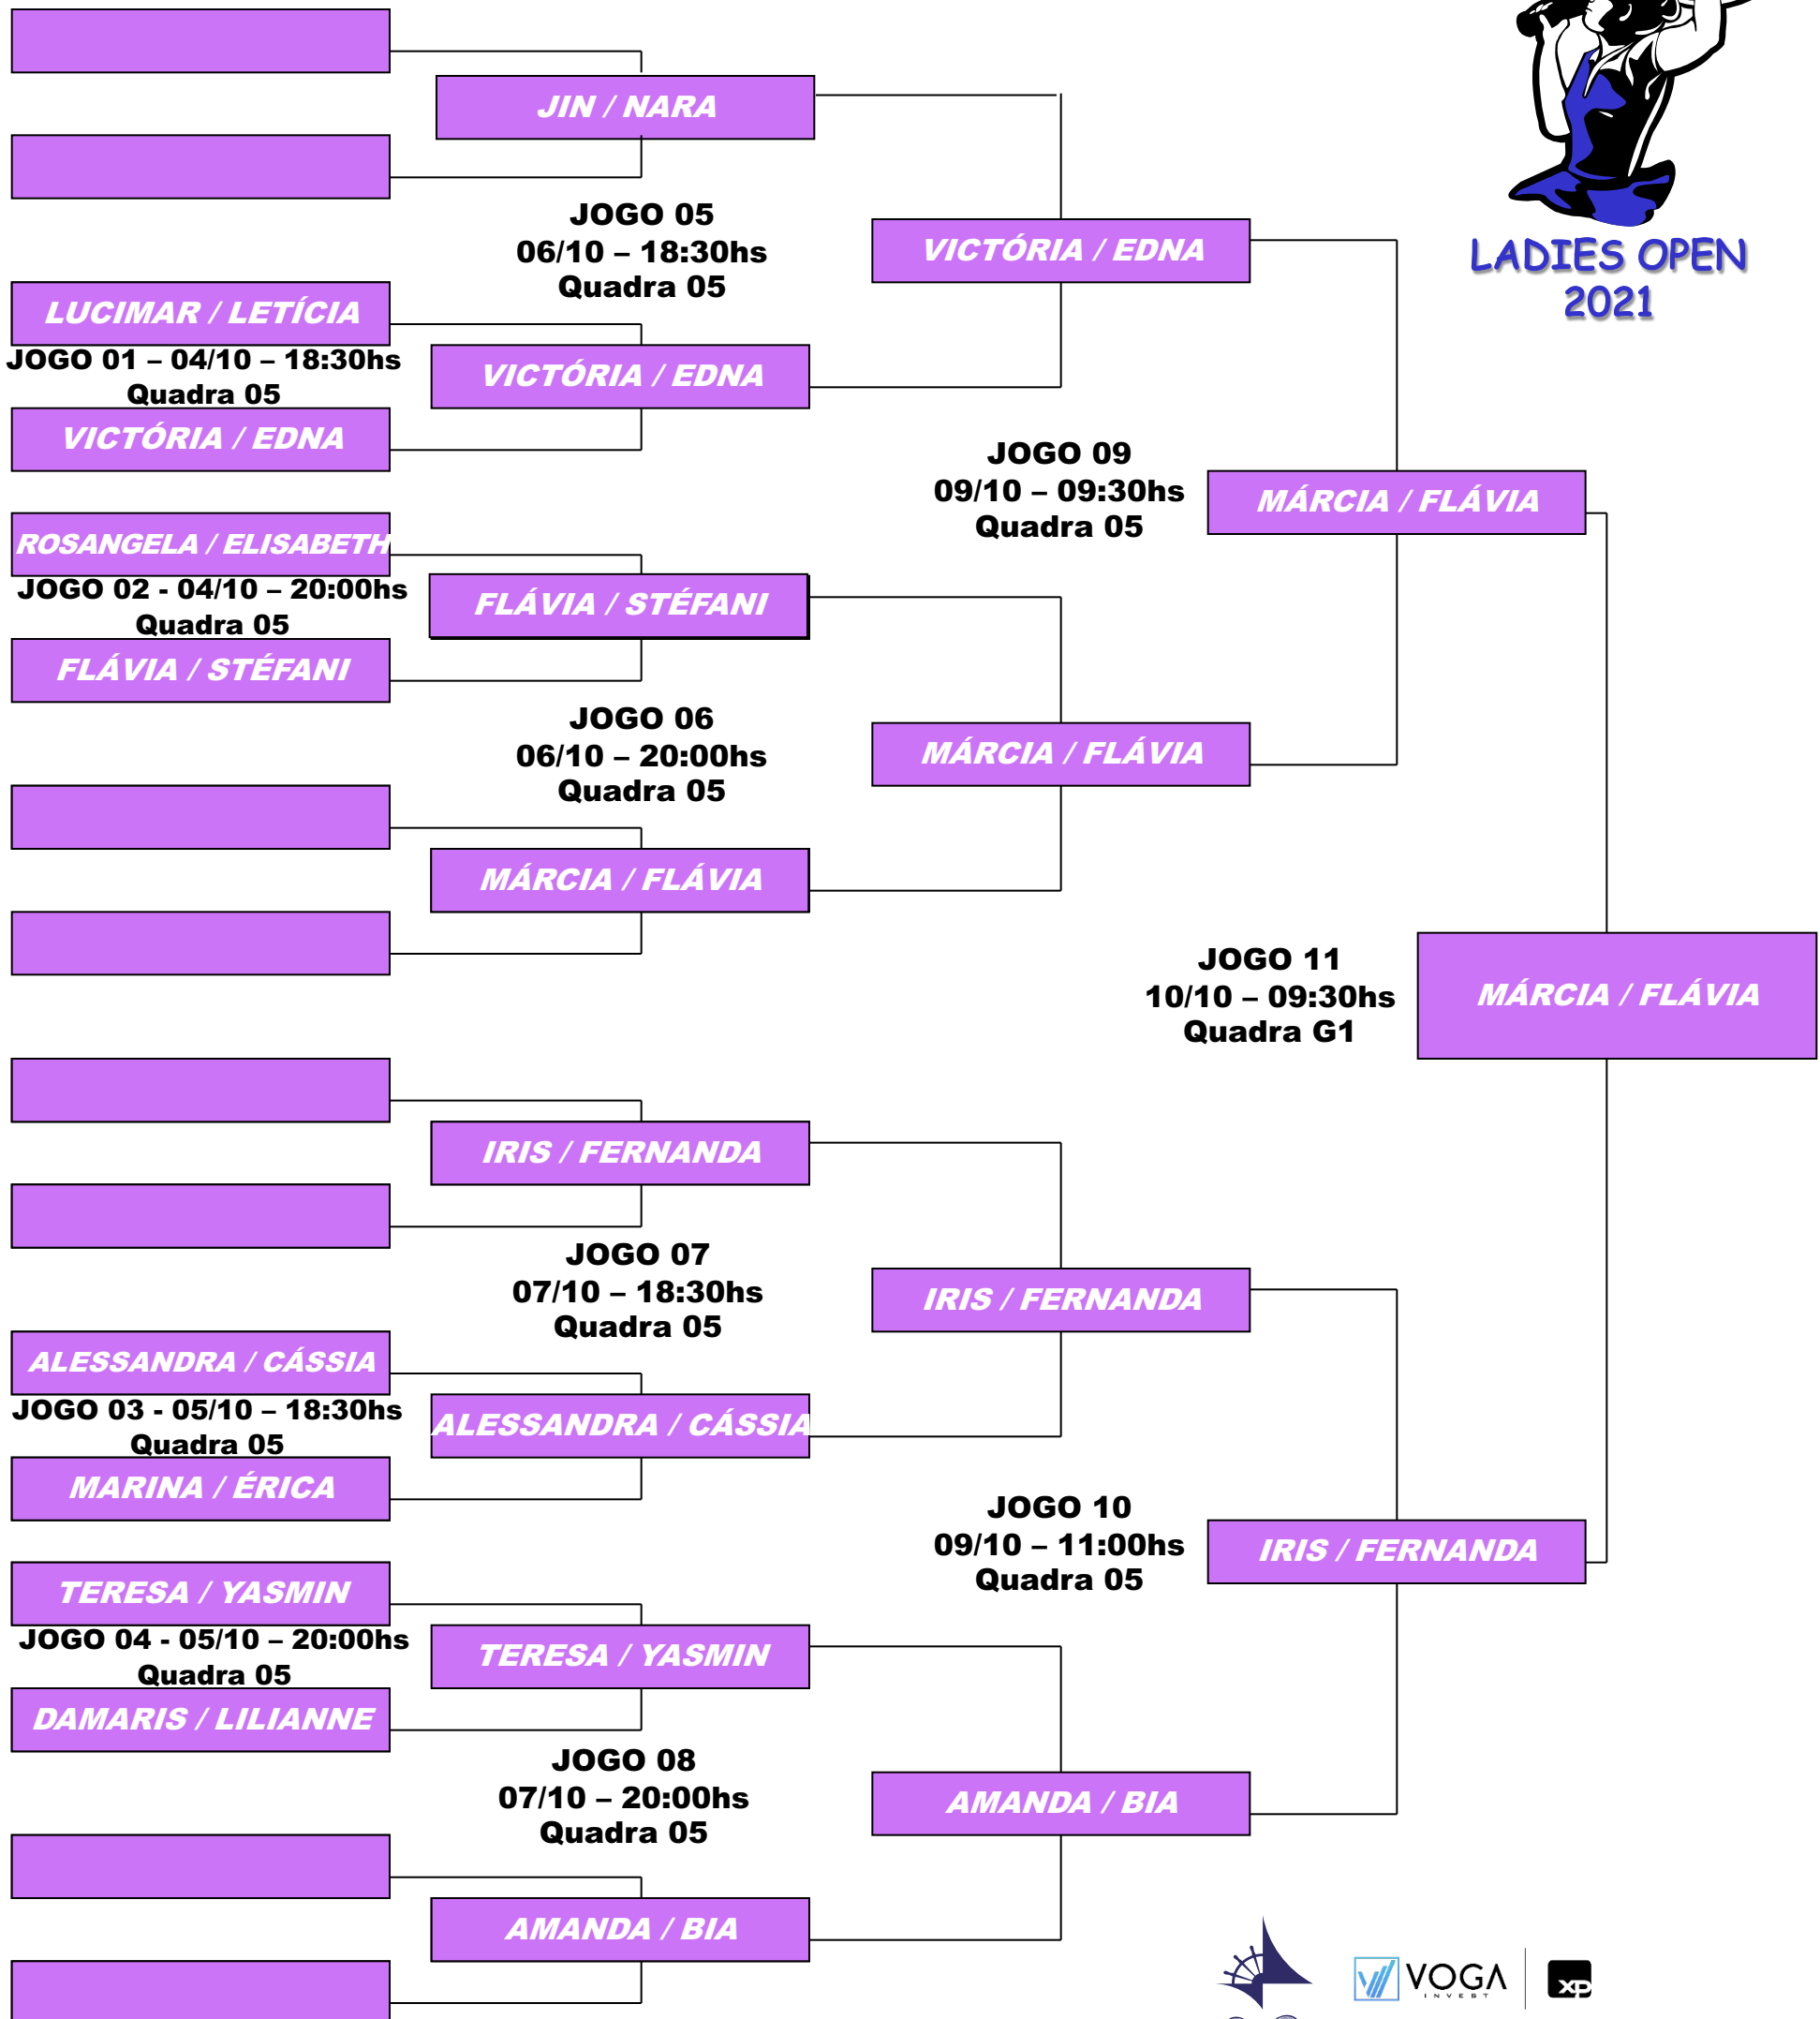 JIN / NARA
JOGO 05
06/10 – 18:30hs
Quadra 05
VICTÓRIA / EDNA
LADIES OPEN
2021
LUCIMAR / LETÍCIA
JOGO 01 – 04/10 – 18:30hs
Quadra 05
VICTÓRIA / EDNA
VICTÓRIA / EDNA
JOGO 09
09/10 – 09:30hs
Quadra 05
MÁRCIA / FLÁVIA
ROSANGELA / ELISABETH
JOGO 02 - 04/10 – 20:00hs
Quadra 05
FLÁVIA / STÉFANI
FLÁVIA / STÉFANI
JOGO 06
06/10 – 20:00hs
Quadra 05
MÁRCIA / FLÁVIA
MÁRCIA / FLÁVIA
JOGO 11
10/10 – 09:30hs
Quadra G1
MÁRCIA / FLÁVIA
IRIS / FERNANDA
JOGO 07
07/10 – 18:30hs
Quadra 05
IRIS / FERNANDA
ALESSANDRA / CÁSSIA
JOGO 03 - 05/10 – 18:30hs
Quadra 05
ALESSANDRA / CÁSSIA
MARINA / ÉRICA
JOGO 10
09/10 – 11:00hs
Quadra 05
IRIS / FERNANDA
TERESA / YASMIN
JOGO 04 - 05/10 – 20:00hs
Quadra 05
TERESA / YASMIN
DAMARIS / LILIANNE
JOGO 08
07/10 – 20:00hs
Quadra 05
AMANDA / BIA
AMANDA / BIA
VOGA
INVEST
xp